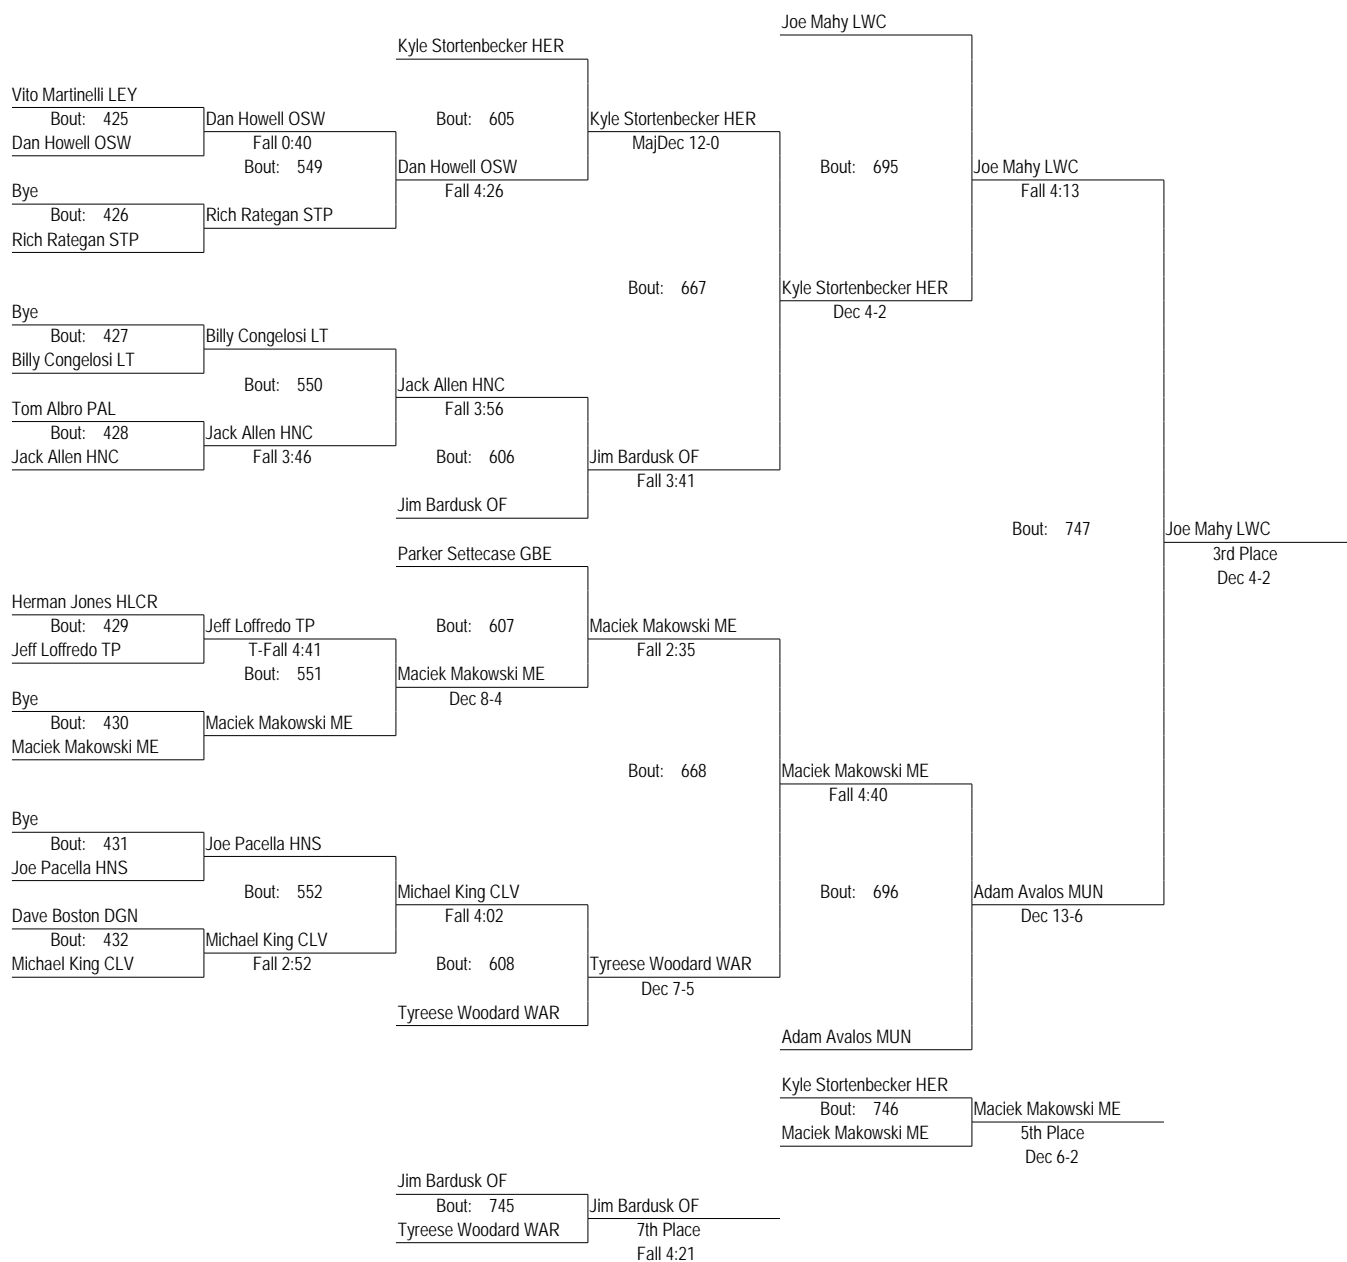 Joe Mahy LWC
Kyle Stortenbecker HER
Vito Martinelli LEY
Bout: 425
Dan Howell OSW
Dan Howell OSW
Fall 0:40
Bout: 605
Kyle Stortenbecker HER
MajDec 12-0
Bout: 549
Dan Howell OSW
Fall 4:26
Bout: 695
Joe Mahy LWC
Fall 4:13
Bye
Bout: 426
Rich Rategan STP
Rich Rategan STP
Bout: 667
Kyle Stortenbecker HER
Dec 4-2
Bye
Bout: 427
Billy Congelosi LT
Billy Congelosi LT
Bout: 550
Jack Allen HNC
Fall 3:56
Tom Albro PAL
Bout: 428
Jack Allen HNC
Jack Allen HNC
Fall 3:46
Bout: 606
Jim Bardusk OF
Fall 3:41
Jim Bardusk OF
Bout: 747
Joe Mahy LWC
3rd Place
Dec 4-2
Parker Settecase GBE
Herman Jones HLCR
Bout: 429
Jeff Loffredo TP
Jeff Loffredo TP
T-Fall 4:41
Bout: 607
Maciek Makowski ME
Fall 2:35
Bout: 551
Maciek Makowski ME
Dec 8-4
Bye
Bout: 430
Maciek Makowski ME
Maciek Makowski ME
Bout: 668
Maciek Makowski ME
Fall 4:40
Bye
Bout: 431
Joe Pacella HNS
Joe Pacella HNS
Bout: 552
Michael King CLV
Fall 4:02
Bout: 696
Adam Avalos MUN
Dec 13-6
Dave Boston DGN
Bout: 432
Michael King CLV
Michael King CLV
Fall 2:52
Bout: 608
Tyreese Woodard WAR
Dec 7-5
Tyreese Woodard WAR
Adam Avalos MUN
Kyle Stortenbecker HER
Bout: 746
Maciek Makowski ME
Maciek Makowski ME
5th Place
Dec 6-2
Jim Bardusk OF
Bout: 745
Tyreese Woodard WAR
Jim Bardusk OF
7th Place
Fall 4:21